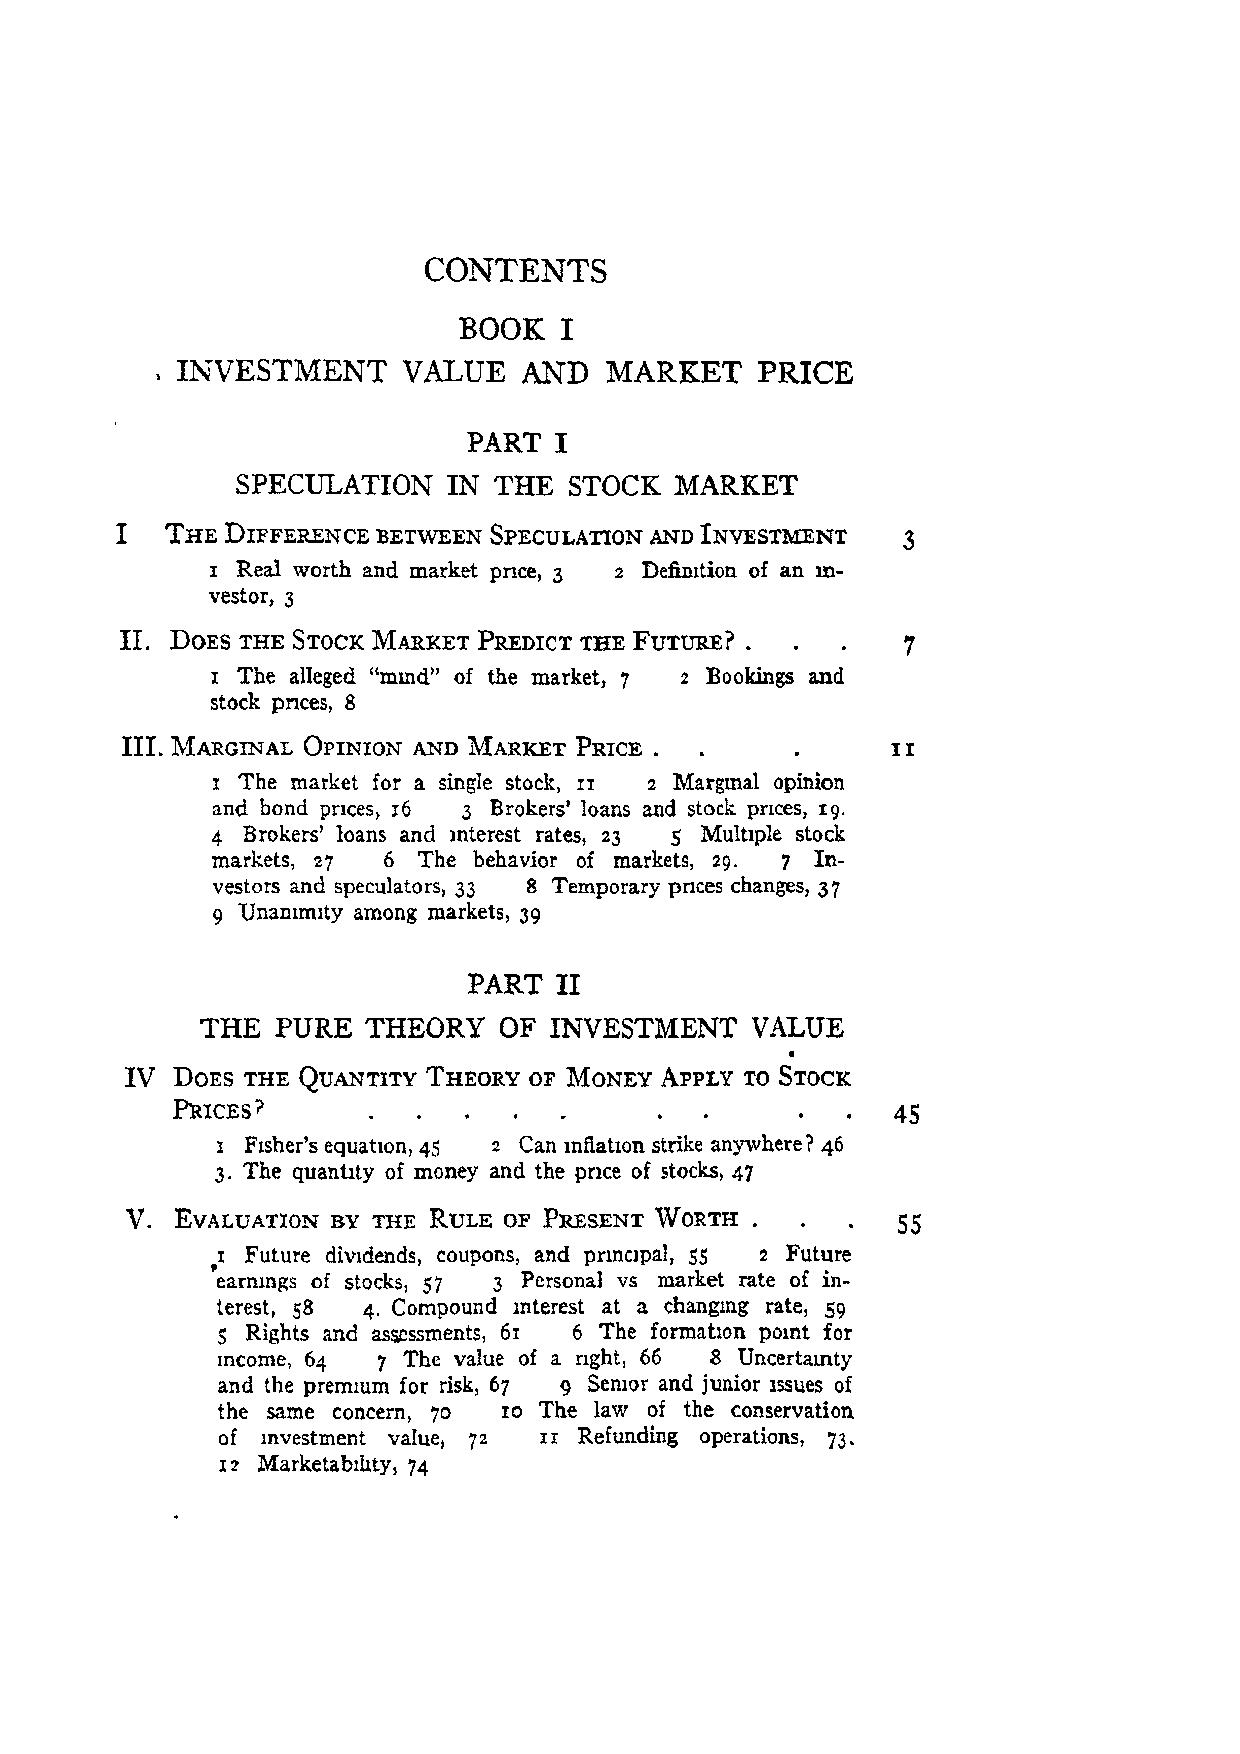 CONTENTS
BOOK I
INVESTMENT VALUE AND MARKET PRICE
PART I
SPECULATION IN THE STOCK MARKET
I THE DIFFERENCE BETWEEN SPECULATION AND INVESTMENT 3
1 Real worth and market price, 3 2 Definition of an in-
vestor, 3
II. DOES THE STOCK MARKET PREDICT THE FUTURE? . . . 7
1 The alleged “mind” of the market, 7 2 Bookings and
stock prices, 8
III. MARGINAL OPINION AND MARKET PRICE . . . 11
1 The market for a single stock, 11 2 Marginal opinion
and bond prices, 16 3 Brokers' loans and stock prices, 19.
4 Brokers' loans and interest rates, 23 5 Multiple stock
markets, 27 6 The behavior of markets, 29. 7 In-
vestors and speculators, 33 8 Temporary prices changes, 37
9 Unanimity among markets, 39
PART II
THE PURE THEORY OF INVESTMENT VALUE
IV DOES THE QUANTITY THEORY OF MONEY APPLY TO STOCK
PRICES? . . . . . . . . . 45
1 Fisher's equation, 45 2 Can inflation strike anywhere? 46
3. The quantity of money and the price of stocks, 47
V. EVALUATION BY THE RULE OF PRESENT WORTH . . . 55
1 Future dividends, coupons, and principal, 55 2 Future
earnings of stocks, 57 3 Personal vs market rate of in-
terest, 58 4. Compound interest at a changing rate, 59
5 Rights and assessments, 61 6 The formation point for
income, 64 7 The value of a right, 66 8 Uncertainty
and the premium for risk, 67 9 Senior and junior issues of
the same concern, 70 10 The law of the conservation
of investment value, 72 11 Refunding operations, 73.
12 Marketability, 74